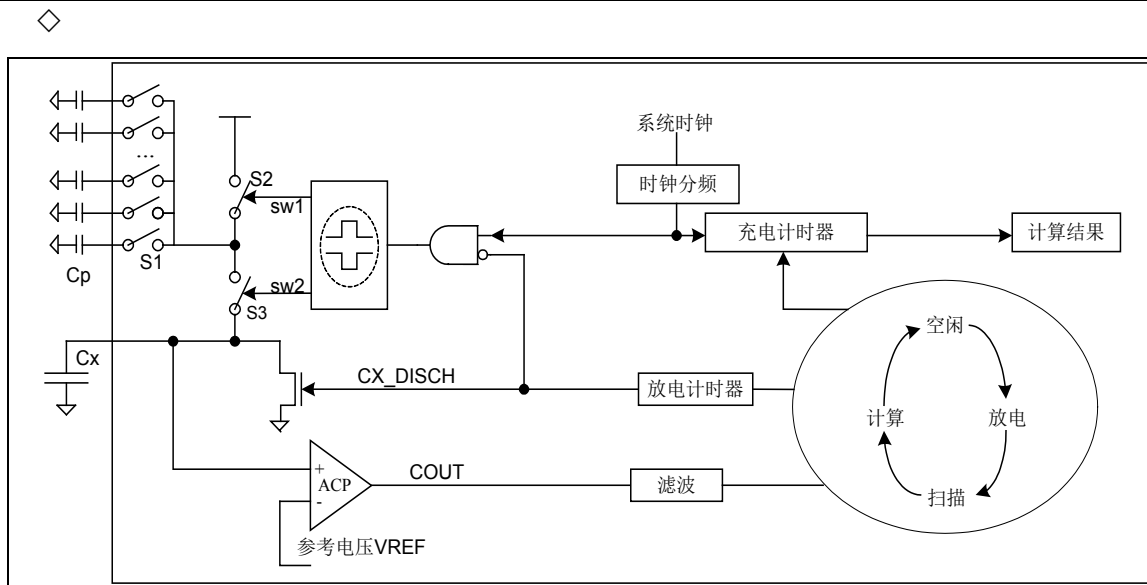 系统时钟
时钟分频
S2
sw1
充电计时器
计算结果
...
S1
Cp
sw2
S3
空闲
Cx
CX_DISCH
放电计时器
计算
放电
扫描
+
ACP
-
COUT
滤波
参考电压VREF